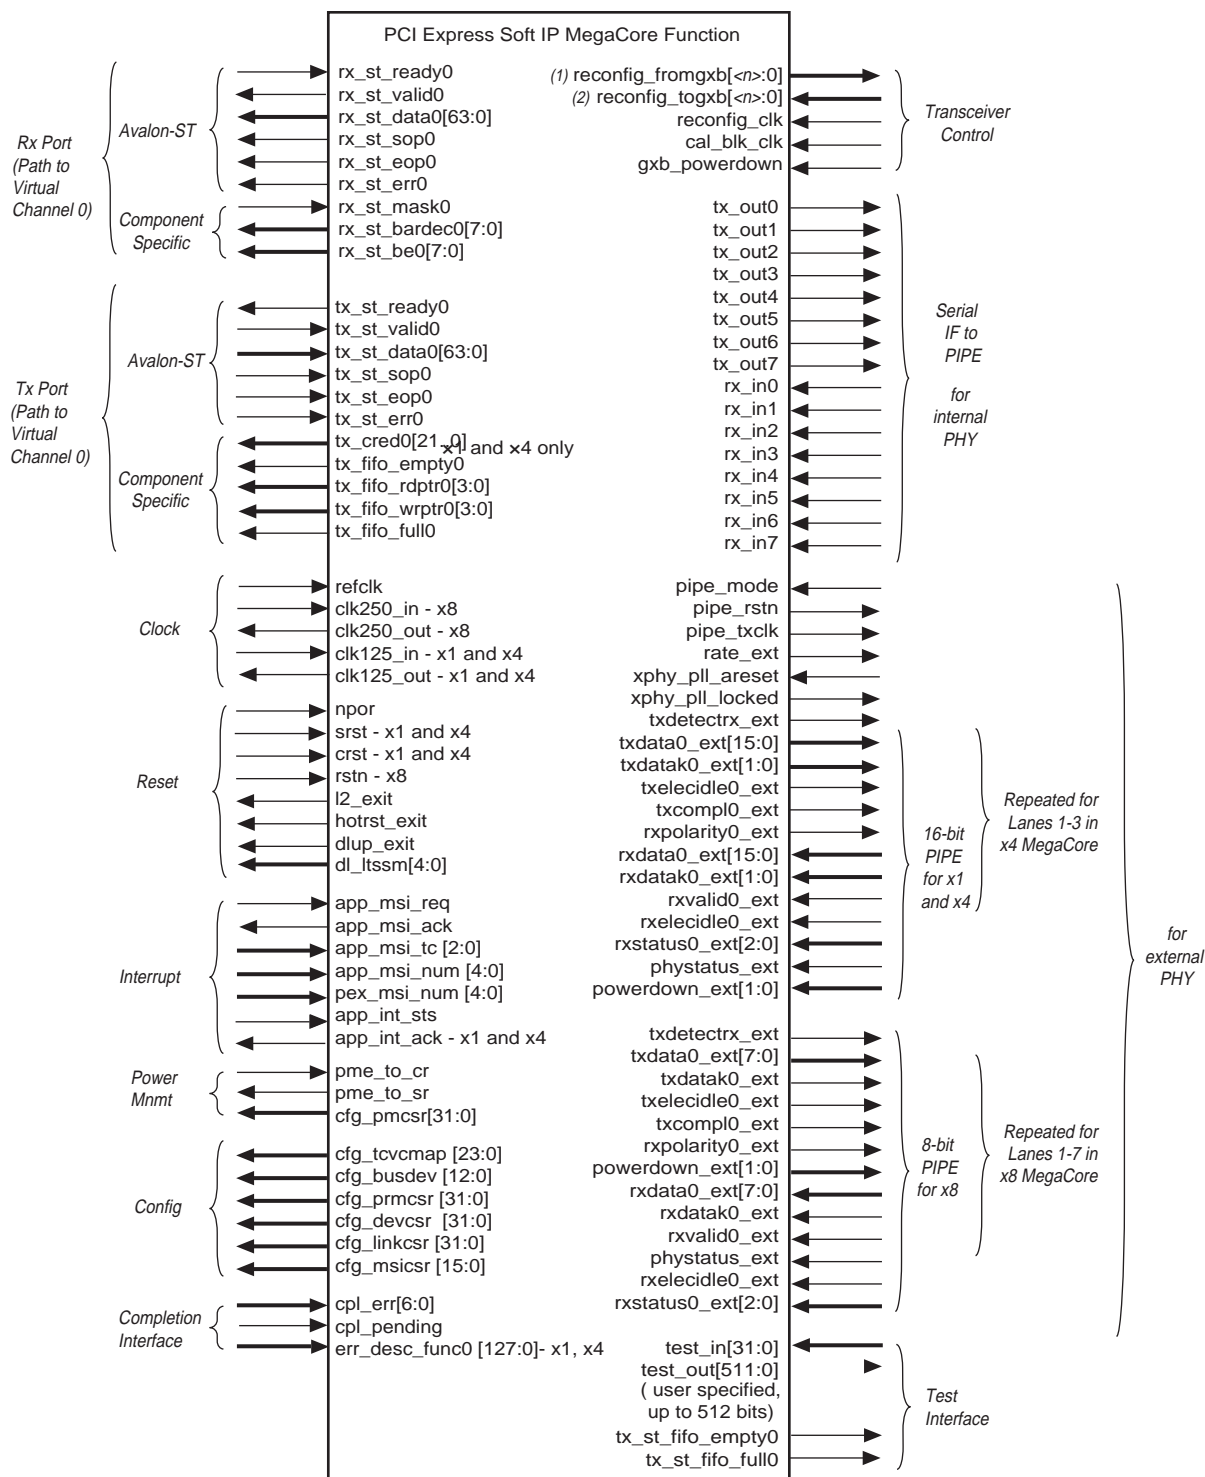 PCI Express Soft IP MegaCore Function
Rx Port
(Path to
Virtual
Channel 0)
Avalon-ST
rx_st_ready0
rx_st_valid0
rx_st_data0[63:0]
rx_st_sop0
rx_st_eop0
rx_st_err0
Component
Specific
rx_st_mask0
rx_st_bardec0[7:0]
rx_st_be0[7:0]
Tx Port
(Path to
Virtual
Channel 0)
Avalon-ST
tx_st_ready0
tx_st_valid0
tx_st_data0[63:0]
tx_st_sop0
tx_st_eop0
tx_st_err0
Component
Specific
tx_cred0[21..0]
×1 and ×4 only
tx_fifo_empty0
tx_fifo_rdptr0[3:0]
tx_fifo_wrptr0[3:0]
tx_fifo_full0
Clock
refclk
clk250_in - x8
clk250_out - x8
clk125_in - x1 and x4
clk125_out - x1 and x4
Reset
npor
srst - x1 and x4
crst - x1 and x4
rstn - x8
l2_exit
hotrst_exit
dlup_exit
dl_ltssm[4:0]
Interrupt
app_msi_req
app_msi_ack
app_msi_tc [2:0]
app_msi_num [4:0]
pex_msi_num [4:0]
app_int_sts
app_int_ack - x1 and x4
Power
Mnmt
pme_to_cr
pme_to_sr
cfg_pmcsr[31:0]
Config
cfg_tcvcmap [23:0]
cfg_busdev [12:0]
cfg_prmcsr [31:0]
cfg_devcsr [31:0]
cfg_linkcsr [31:0]
cfg_msicsr [15:0]
Completion
Interface
cpl_err[6:0]
cpl_pending
err_desc_func0 [127:0]- x1, x4
(1) reconfig_fromgxb[<n>:0]
(2) reconfig_togxb[<n>:0]
reconfig_clk
cal_blk_clk
gxb_powerdown
Transceiver
Control
tx_out0
tx_out1
tx_out2
tx_out3
tx_out4
tx_out5
tx_out6
tx_out7
rx_in0
rx_in1
rx_in2
rx_in3
rx_in4
rx_in5
rx_in6
rx_in7
Serial
IF to
PIPE
for
internal
PHY
pipe_mode
pipe_rstn
pipe_txclk
rate_ext
xphy_pll_areset
xphy_pll_locked
txdetectrx_ext
txdata0_ext[15:0]
txdatak0_ext[1:0]
txelecidle0_ext
txcompl0_ext
rxpolarity0_ext
rxdata0_ext[15:0]
rxdatak0_ext[1:0]
rxvalid0_ext
rxelecidle0_ext
rxstatus0_ext[2:0]
phystatus_ext
powerdown_ext[1:0]
16-bit
PIPE
for x1
and x4
Repeated for
Lanes 1-3 in
x4 MegaCore
for
external
PHY
txdetectrx_ext
txdata0_ext[7:0]
txdatak0_ext
txelecidle0_ext
txcompl0_ext
rxpolarity0_ext
powerdown_ext[1:0]
rxdata0_ext[7:0]
rxdatak0_ext
rxvalid0_ext
phystatus_ext
rxelecidle0_ext
rxstatus0_ext[2:0]
8-bit
PIPE
for x8
Repeated for
Lanes 1-7 in
x8 MegaCore
test_in[31:0]
test_out[511:0]
( user specified,
up to 512 bits)
tx_st_fifo_empty0
tx_st_fifo_full0
Test
Interface